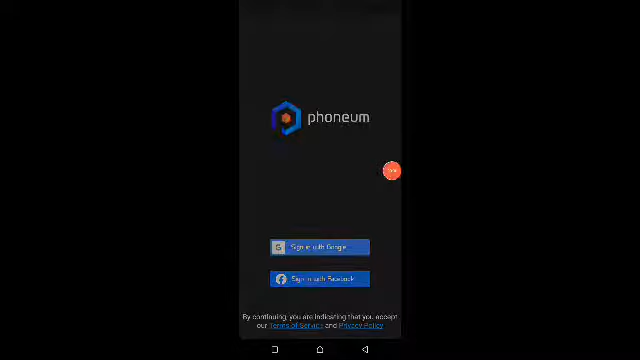 phoneum
Sign in with Google
Sign in with Facebook
By continuing, you are indicating that you accept
our Terms of Service and Privacy Policy